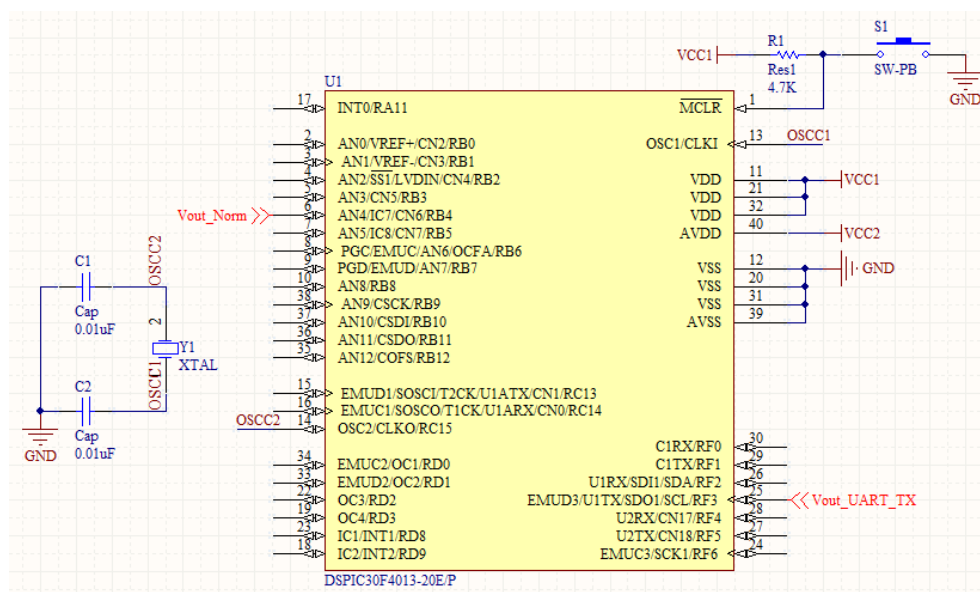 S1
R1
VCC1
Res1
4.7K
SW-PB
GND
U1
17 INT0/RA11
MCLR 1
2 AN0/VREF+/CN2/RB0
OSC1/CLKI 13 OSCC1
3 AN1/VREF-/CN3/RB1
4 AN2/SS1/LVDIN/CN4/RB2
VDD 11 VCC1
5 AN3/CN5/RB3
VDD 21
Vout_Norm 6 AN4/IC7/CN6/RB4
VDD 32
7 AN5/IC8/CN7/RB5
AVDD 40 VCC2
8 PGC/EMUC/AN6/OCFA/RB6
9 PGD/EMUD/AN7/RB7
VSS 12 GND
10 AN8/RB8
VSS 20
38 AN9/CSCK/RB9
VSS 31
37 AN10/CSDI/RB10
AVSS 39
36 AN11/CSDO/RB11
35 AN12/COFS/RB12
15 EMUD1/SOSCI/T2CK/U1ATX/CN1/RC13
16 EMUC1/SOSCO/T1CK/U1ARX/CN0/RC14
OSCC2 14 OSC2/CLKO/RC15
C1RX/RF0 30
34 EMUC2/OC1/RD0
C1TX/RF1 29
33 EMUD2/OC2/RD1
U1RX/SDI1/SDA/RF2 26
22 OC3/RD2
EMUD3/U1TX/SDO1/SCL/RF3 25 Vout_UART_TX
19 OC4/RD3
U2RX/CN17/RF4 28
23 IC1/INT1/RD8
U2TX/CN18/RF5 27
18 IC2/INT2/RD9
EMUC3/SCK1/RF6 24
DSPIC30F4013-20E/P
OSCC2
C1
Cap
0.01uF
2
Y1
XTAL
OSCC1
C2
Cap
0.01uF
GND